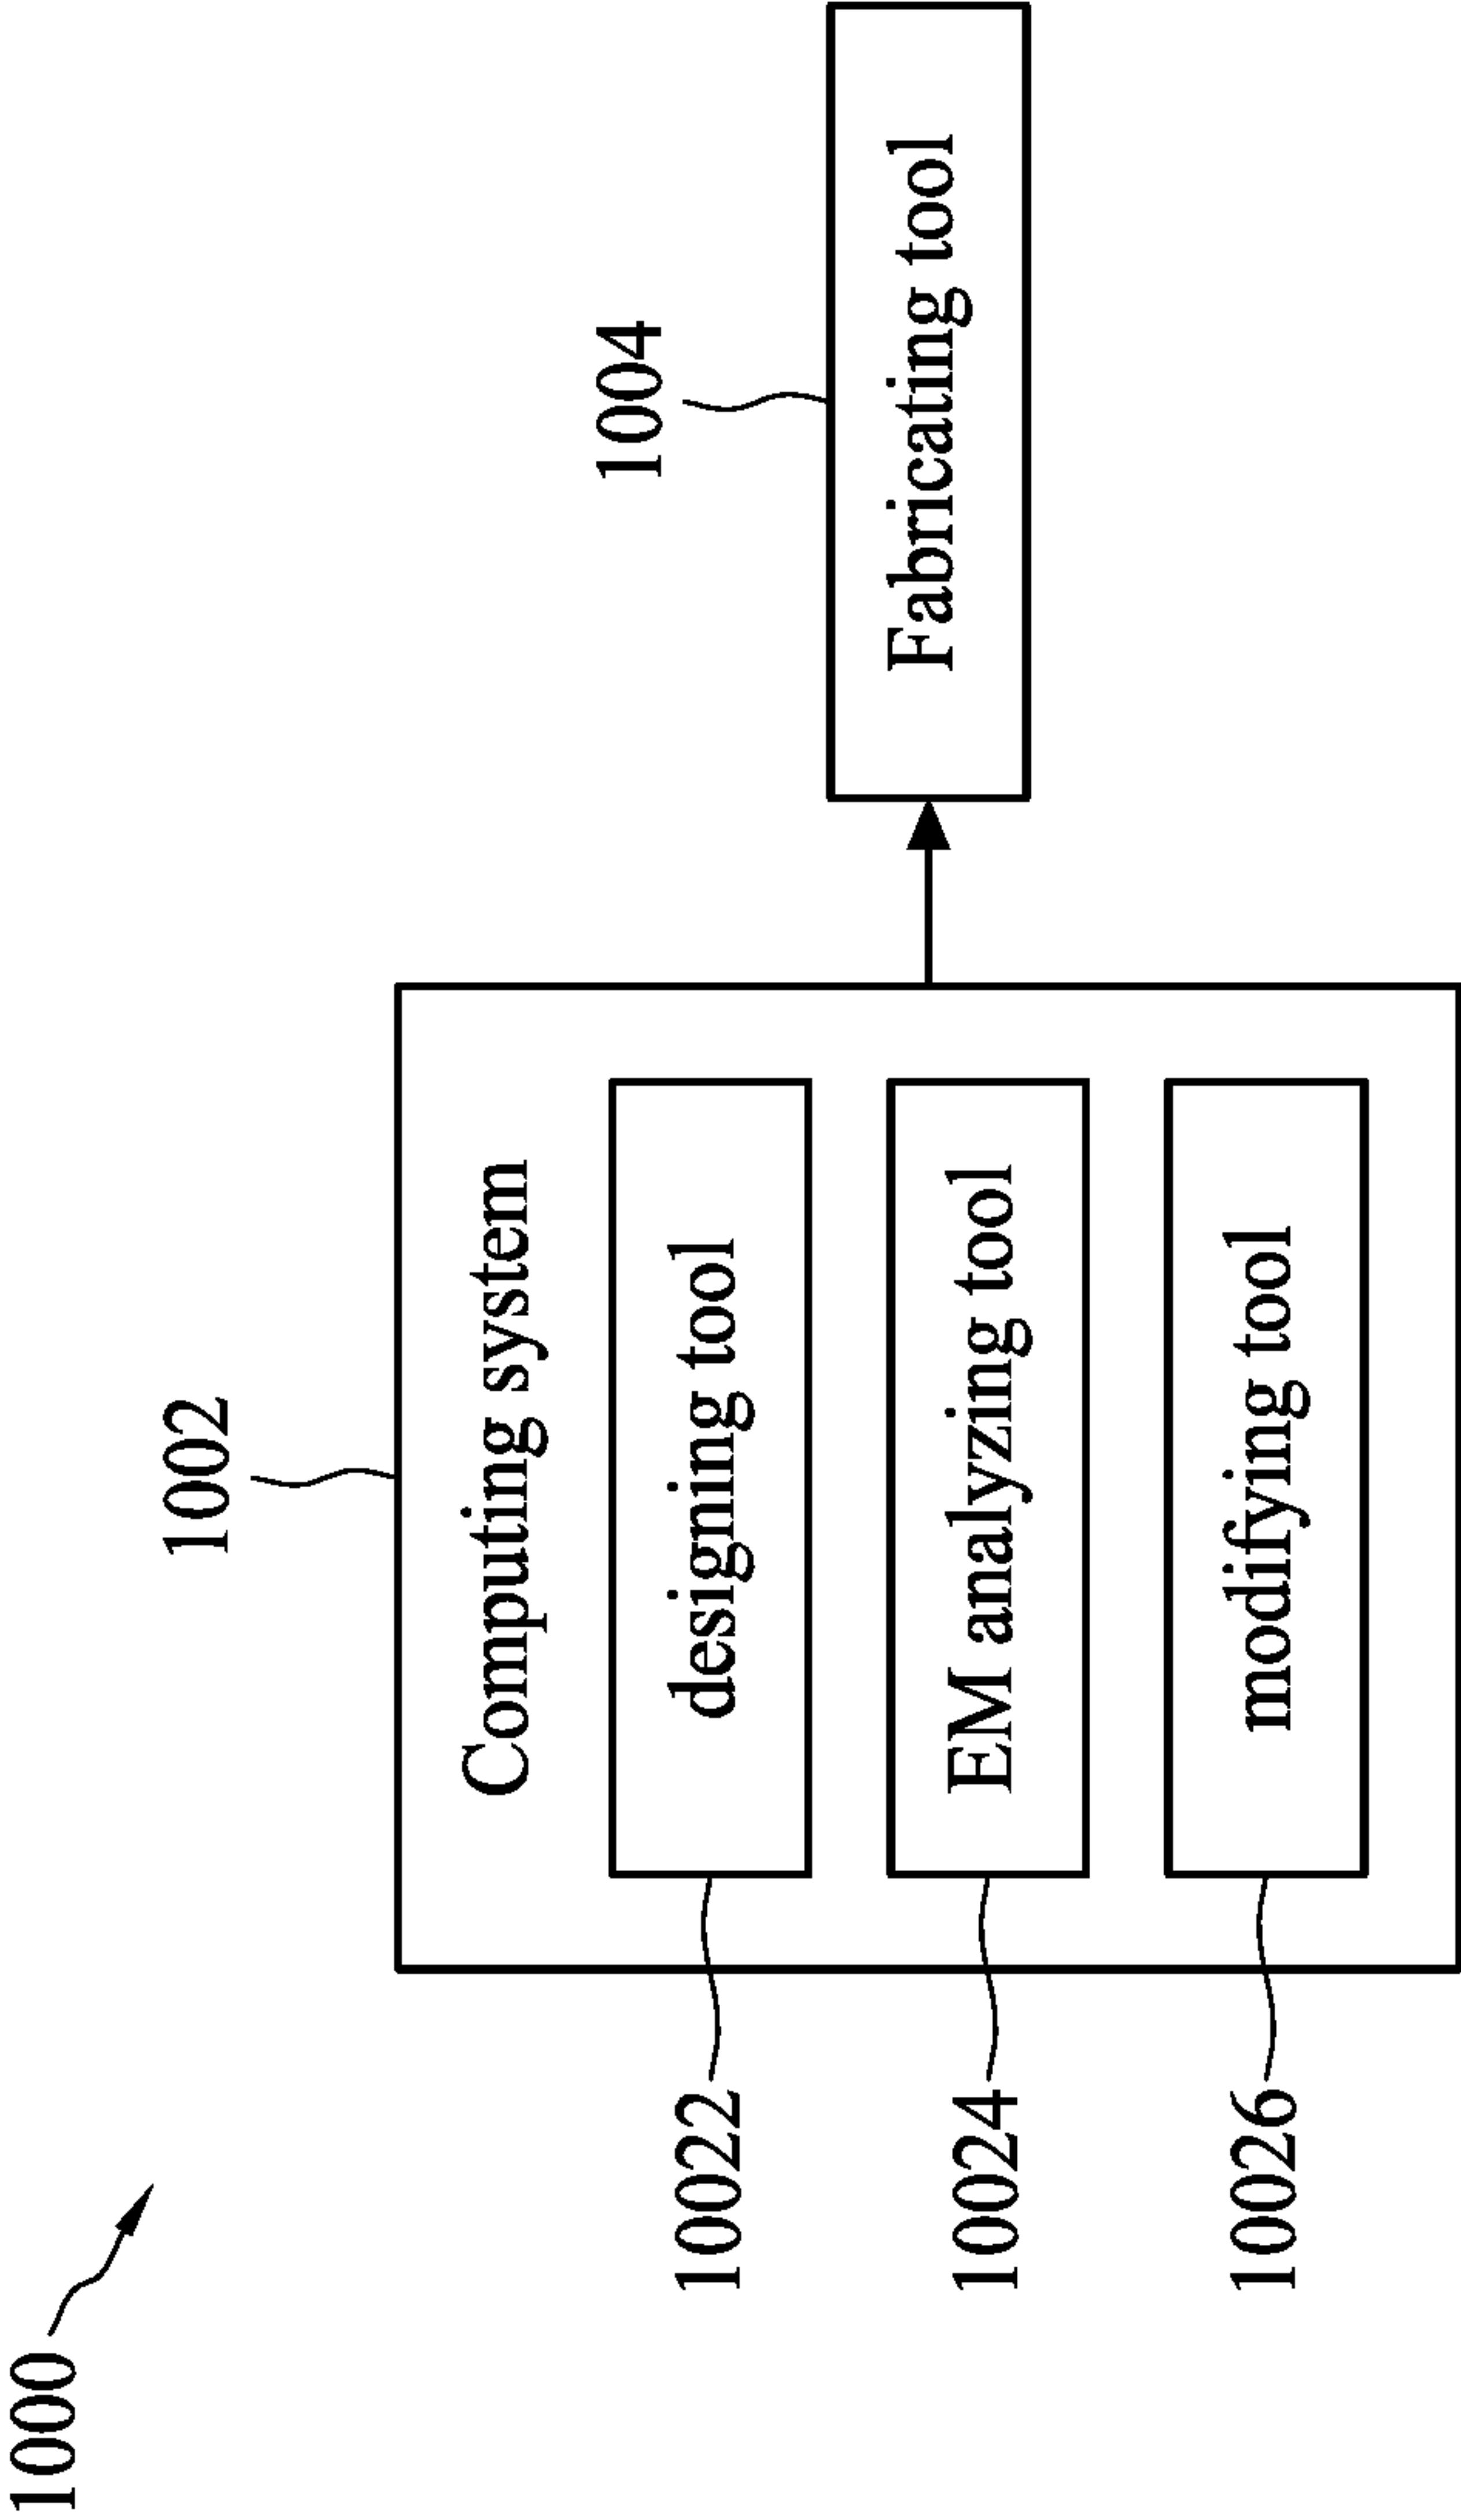 1000
1002
Computing system
10022
designing tool
10024
EM analyzing tool
10026
modifying tool
1004
Fabricating tool